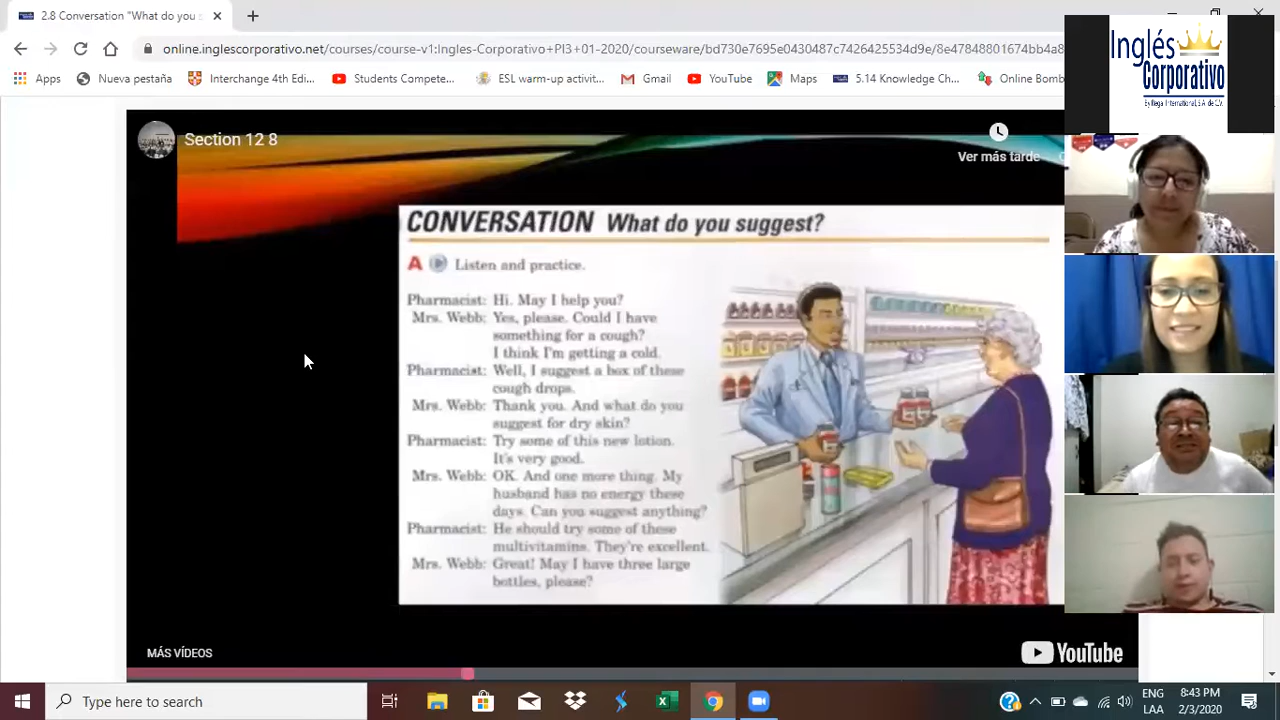 2.8 Conversation "What do you s
online.inglescorporativo.net/courses/course-v1:Ingles-Corporativo+PI3+01-2020/courseware/bd730e7695e0430487c7426425534d9e/8e47848801674bb4a8
Apps Nueva pestaña Interchange 4th Edi... Students Compete... ESL warm-up activit... Gmail YouTube Maps 5.14 Knowledge Ch... Online Bomb
Inglés
Corporativo
Section 12 8
Ver más tarde
CONVERSATION What do you suggest?
A Listen and practice.
Pharmacist: Hi. May I help you?
Mrs. Webb: Yes, please. Could I have
something for a cough?
I think I'm getting a cold.
Pharmacist: Well, I suggest a box of these
cough drops.
Mrs. Webb: Thank you. And what do you
suggest for dry skin?
Pharmacist: Try some of this new lotion.
It's very good.
Mrs. Webb: OK. And one more thing. My
husband has no energy these
days. Can you suggest anything?
Pharmacist: He should try some of these
multivitamins. They're excellent.
Mrs. Webb: Great! May I have three large
bottles, please?
MÁS VÍDEOS
YouTube
Type here to search
ENG
LAA
8:43 PM
2/3/2020